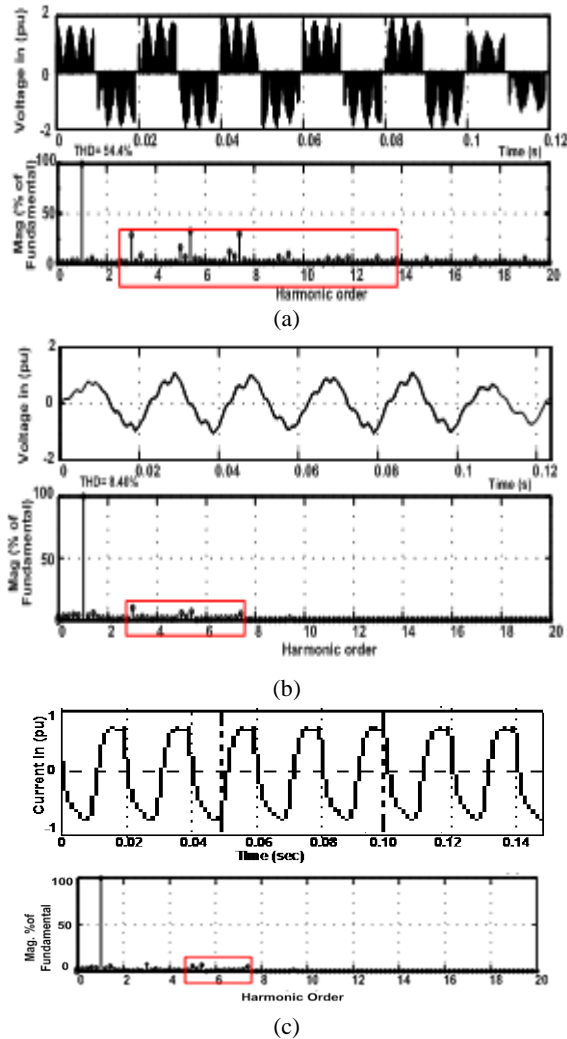 2
Voltage in (pu)
0
-2
0 0.02 0.04 0.06 0.08 0.1 0.12
THD= 54.4%
Time (s)
100
Mag (% of Fundamental)
50
0
0 2 4 6 8 10 12 14 16 18 20
Harmonic order
(a)
2
Voltage in (pu)
0
-2
0 0.02 0.04 0.06 0.08 0.1 0.12
THD= 8.40%
Time (s)
100
Mag (% of Fundamental)
50
0 2 4 6 8 10 12 14 16 18 20
Harmonic order
(b)
1
Current in (pu)
0
-1
0 0.02 0.04 0.06 0.08 0.10 0.12 0.14
Time (sec)
100
Mag. %of Fundamental
50
0
0 2 4 6 8 10 12 14 16 18 20
Harmonic Order
(c)